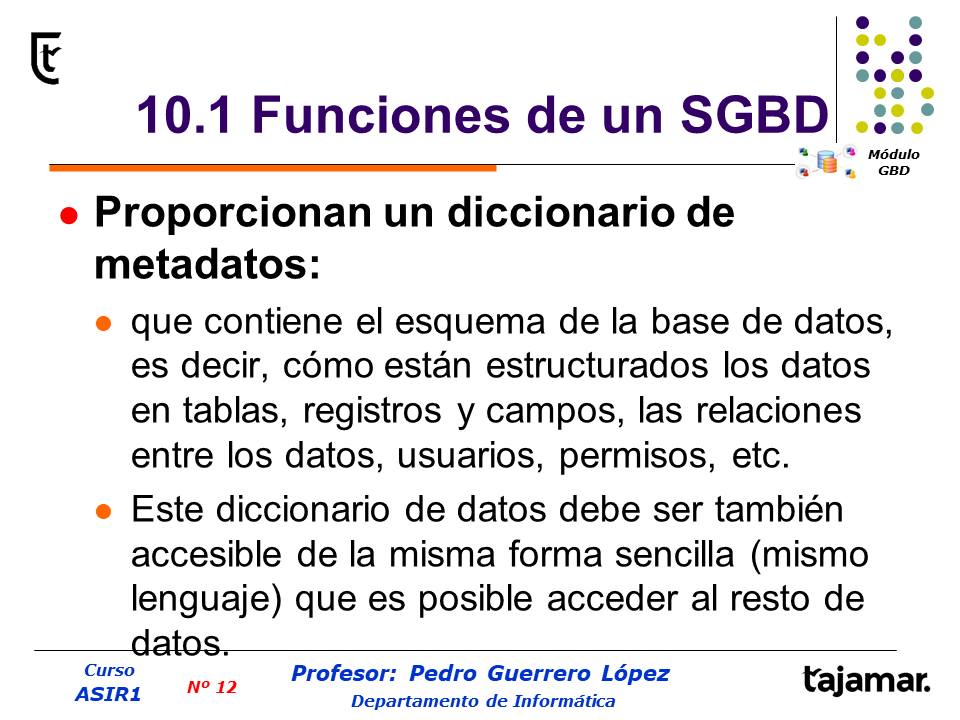 10.1 Funciones de un SGBD
Módulo
GBD
Proporcionan un diccionario de
metadatos:
que contiene el esquema de la base de datos,
es decir, cómo están estructurados los datos
en tablas, registros y campos, las relaciones
entre los datos, usuarios, permisos, etc.
Este diccionario de datos debe ser también
accesible de la misma forma sencilla (mismo
lenguaje) que es posible acceder al resto de
datos.
Curso
ASIR1
Nº 12
Profesor: Pedro Guerrero López
Departamento de Informática
tajamar.